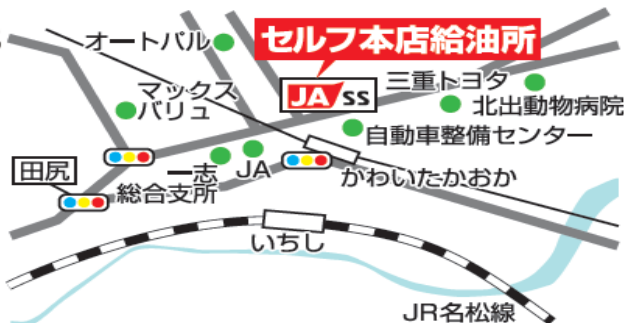 オートパル
セルフ本店給油所
JA SS
三重トヨタ
北出動物病院
マックス
バリュ
自動車整備センター
田尻
一志
JA
総合支所
かわいたかおか
いちし
JR名松線